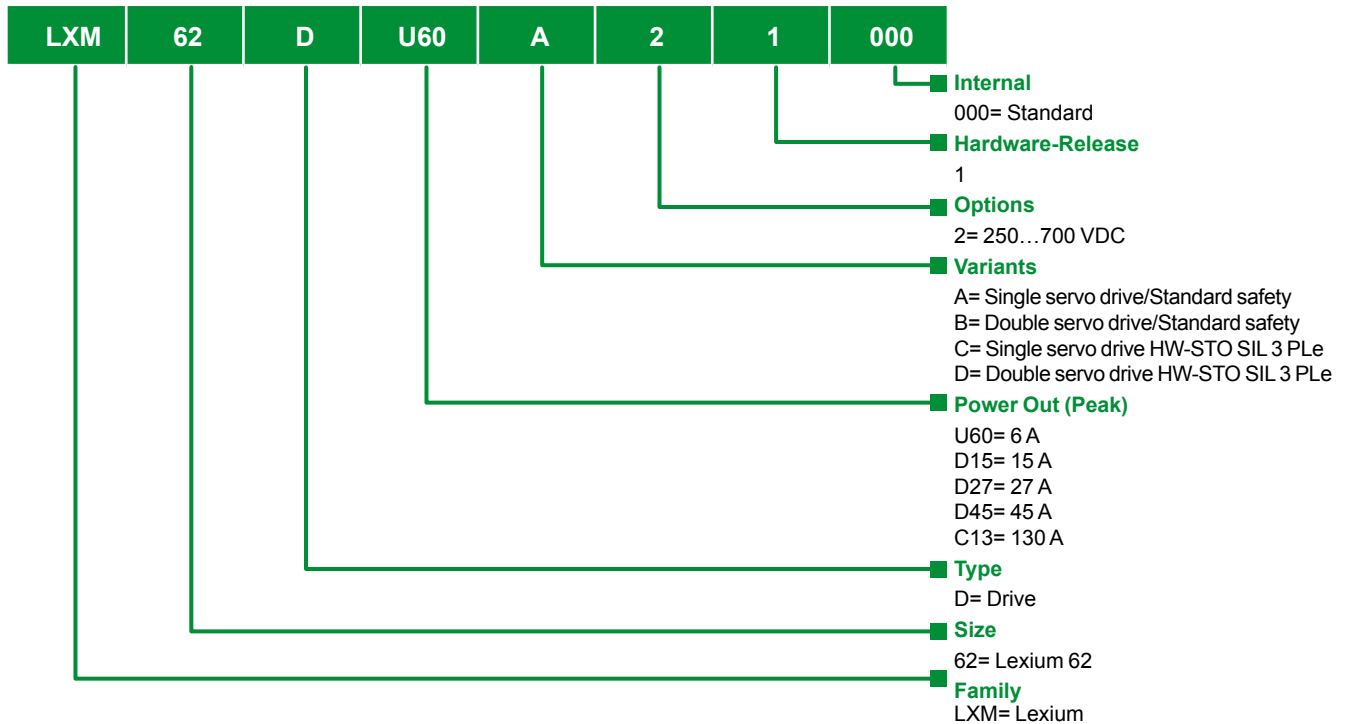 LXM 62 D U60 A 2 1 000
Internal
000= Standard
Hardware-Release
1
Options
2= 250…700 VDC
Variants
A= Single servo drive/Standard safety
B= Double servo drive/Standard safety
C= Single servo drive HW-STO SIL 3 PLe
D= Double servo drive HW-STO SIL 3 PLe
Power Out (Peak)
U60= 6 A
D15= 15 A
D27= 27 A
D45= 45 A
C13= 130 A
Type
D= Drive
Size
62= Lexium 62
Family
LXM= Lexium